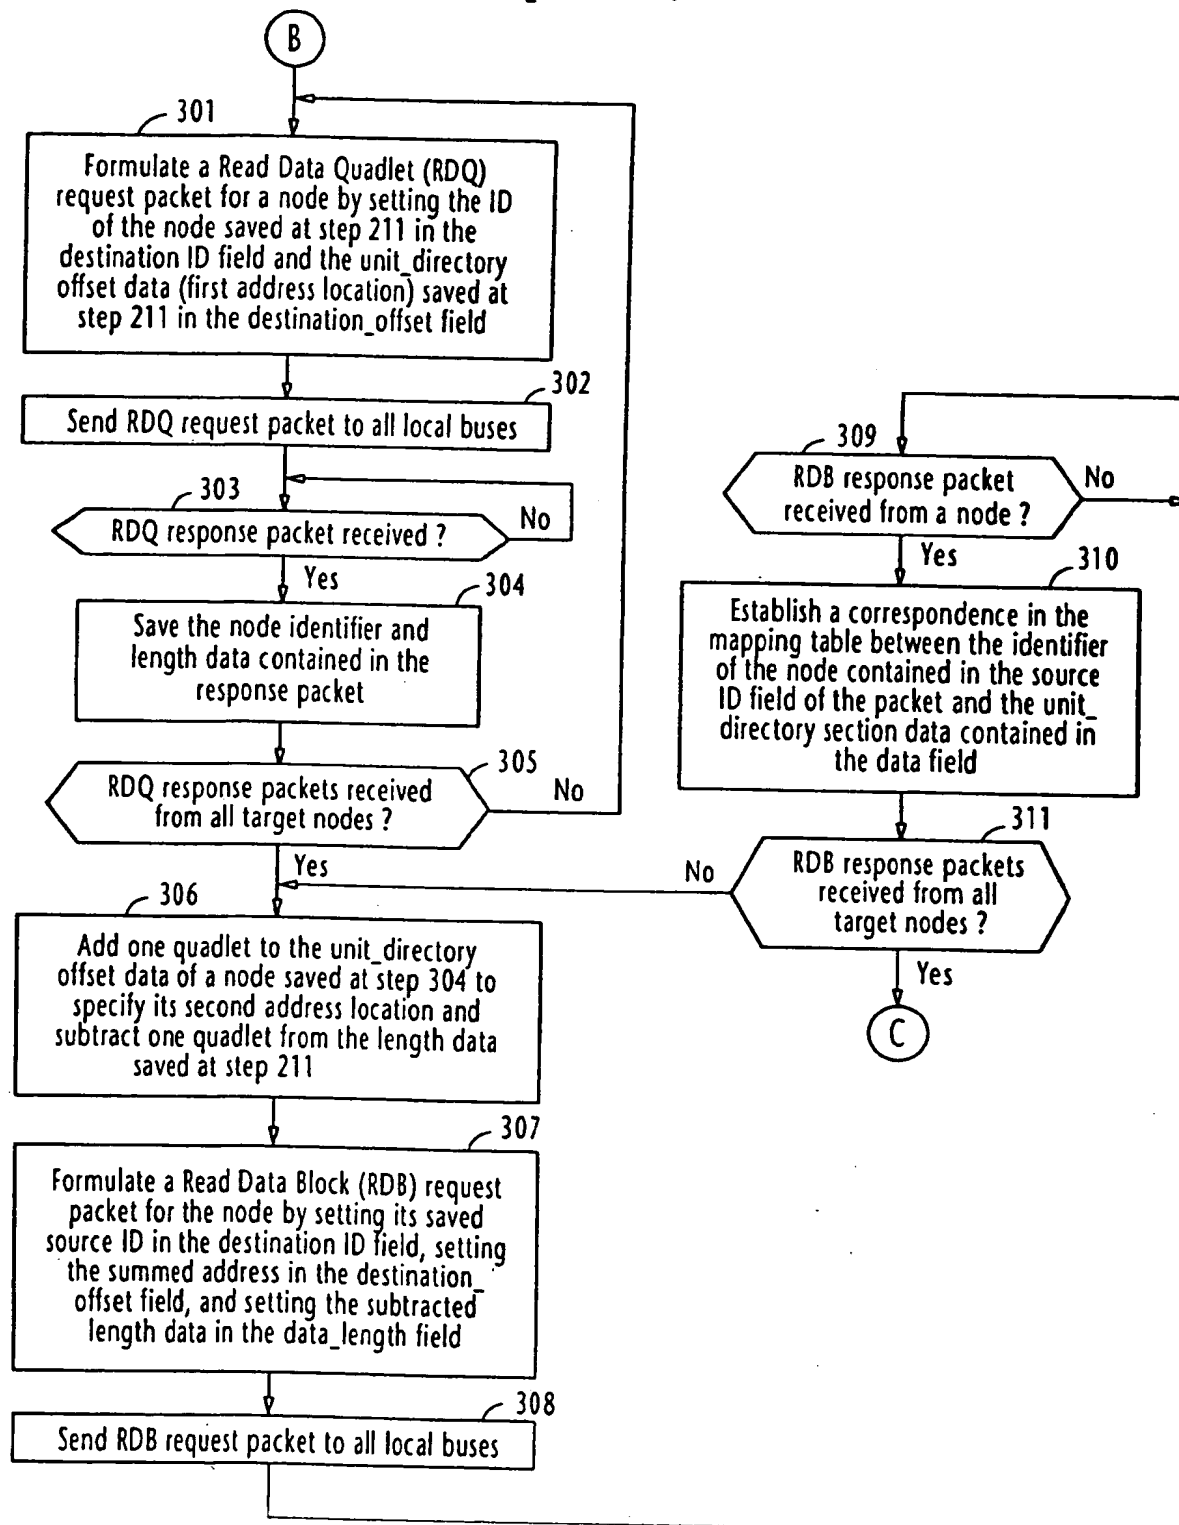 B
301
Formulate a Read Data Quadlet (RDQ)
request packet for a node by setting the ID
of the node saved at step 211 in the
destination ID field and the unit_directory
offset data (first address location) saved at
step 211 in the destination_offset field
302
Send RDQ request packet to all local buses
303
RDQ response packet received ?
No
Yes
304
Save the node identifier and
length data contained in the
response packet
305
RDQ response packets received
from all target nodes ?
No
Yes
306
Add one quadlet to the unit_directory
offset data of a node saved at step 304 to
specify its second address location and
subtract one quadlet from the length data
saved at step 211
307
Formulate a Read Data Block (RDB) request
packet for the node by setting its saved
source ID in the destination ID field, setting
the summed address in the destination_
offset field, and setting the subtracted
length data in the data_length field
308
Send RDB request packet to all local buses
309
RDB response packet
received from a node ?
No
Yes
310
Establish a correspondence in the
mapping table between the identifier
of the node contained in the source
ID field of the packet and the unit_
directory section data contained in
the data field
311
RDB response packets
received from all
target nodes ?
No
Yes
C